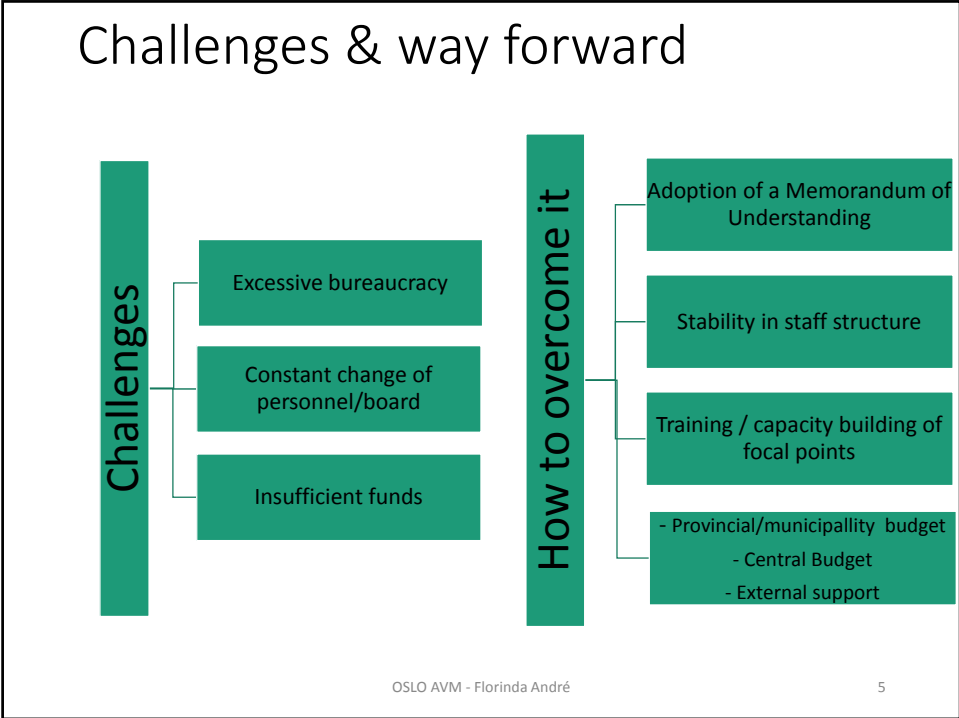 Challenges & way forward
Challenges
Excessive bureaucracy
Constant change of
personnel/board
Insufficient funds
How to overcome it
Adoption of a Memorandum of
Understanding
Stability in staff structure
Training / capacity building of
focal points
- Provincial/municipallity budget
- Central Budget
- External support
OSLO AVM - Florinda André
5